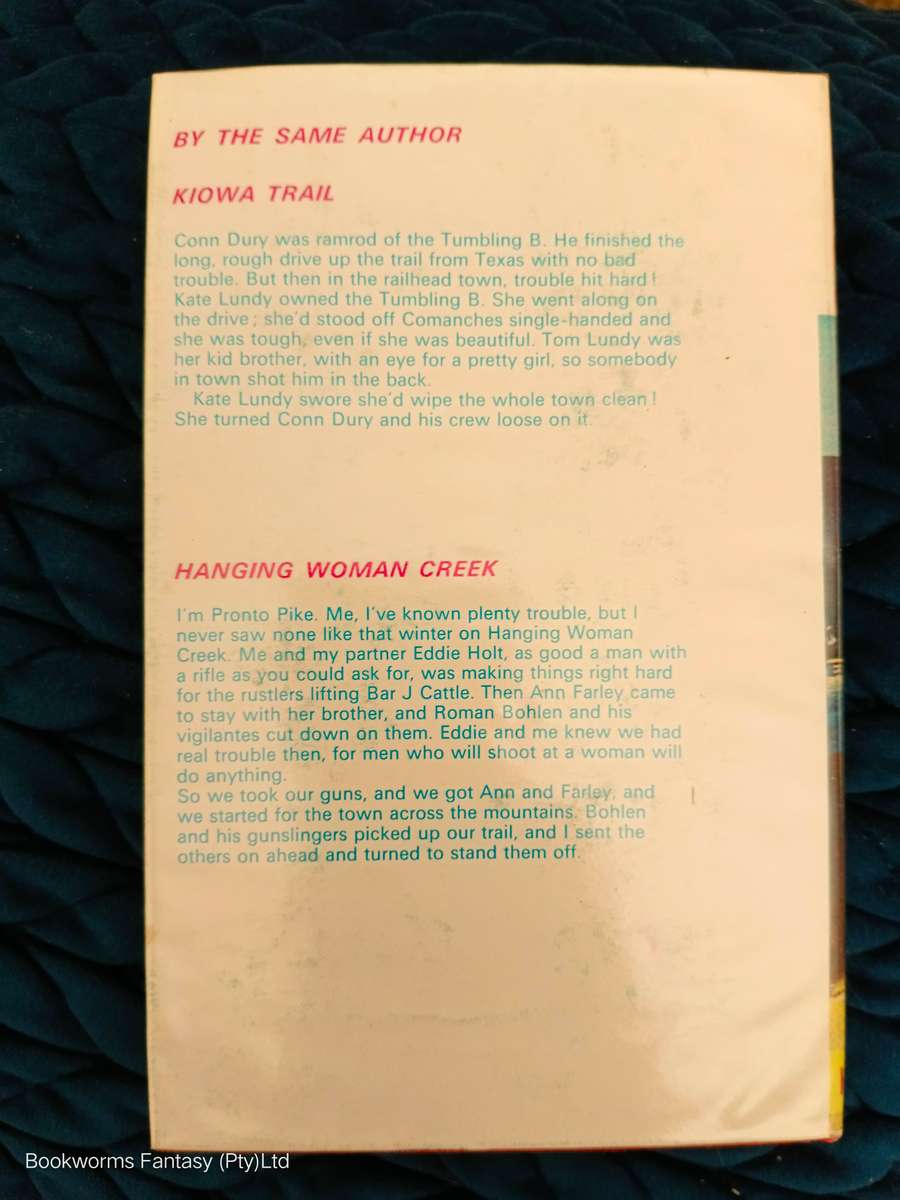 BY THE SAME AUTHOR
KIOWA TRAIL
Conn Dury was ramrod of the Tumbling B. He finished the
long, rough drive up the trail from Texas with no bad
trouble. But then in the railhead town, trouble hit hard!
Kate Lundy owned the Tumbling B. She went along on
the drive; she'd stood off Comanches single-handed and
she was tough, even if she was beautiful. Tom Lundy was
her kid brother, with an eye for a pretty girl, so somebody
in town shot him in the back.
Kate Lundy swore she'd wipe the whole town clean!
She turned Conn Dury and his crew loose on it.
HANGING WOMAN CREEK
I'm Pronto Pike. Me, I've known plenty trouble, but I
never saw none like that winter on Hanging Woman
Creek. Me and my partner Eddie Holt, as good a man with
a rifle as you could ask for, was making things right hard
for the rustlers lifting Bar J Cattle. Then Ann Farley came
to stay with her brother, and Roman Bohlen and his
vigilantes cut down on them. Eddie and me knew we had
real trouble then, for men who will shoot at a woman will
do anything.
So we took our guns, and we got Ann and Farley, and
we started for the town across the mountains. Bohlen
and his gunslingers picked up our trail, and I sent the
others on ahead and turned to stand them off.
Bookworms Fantasy (Pty)Ltd